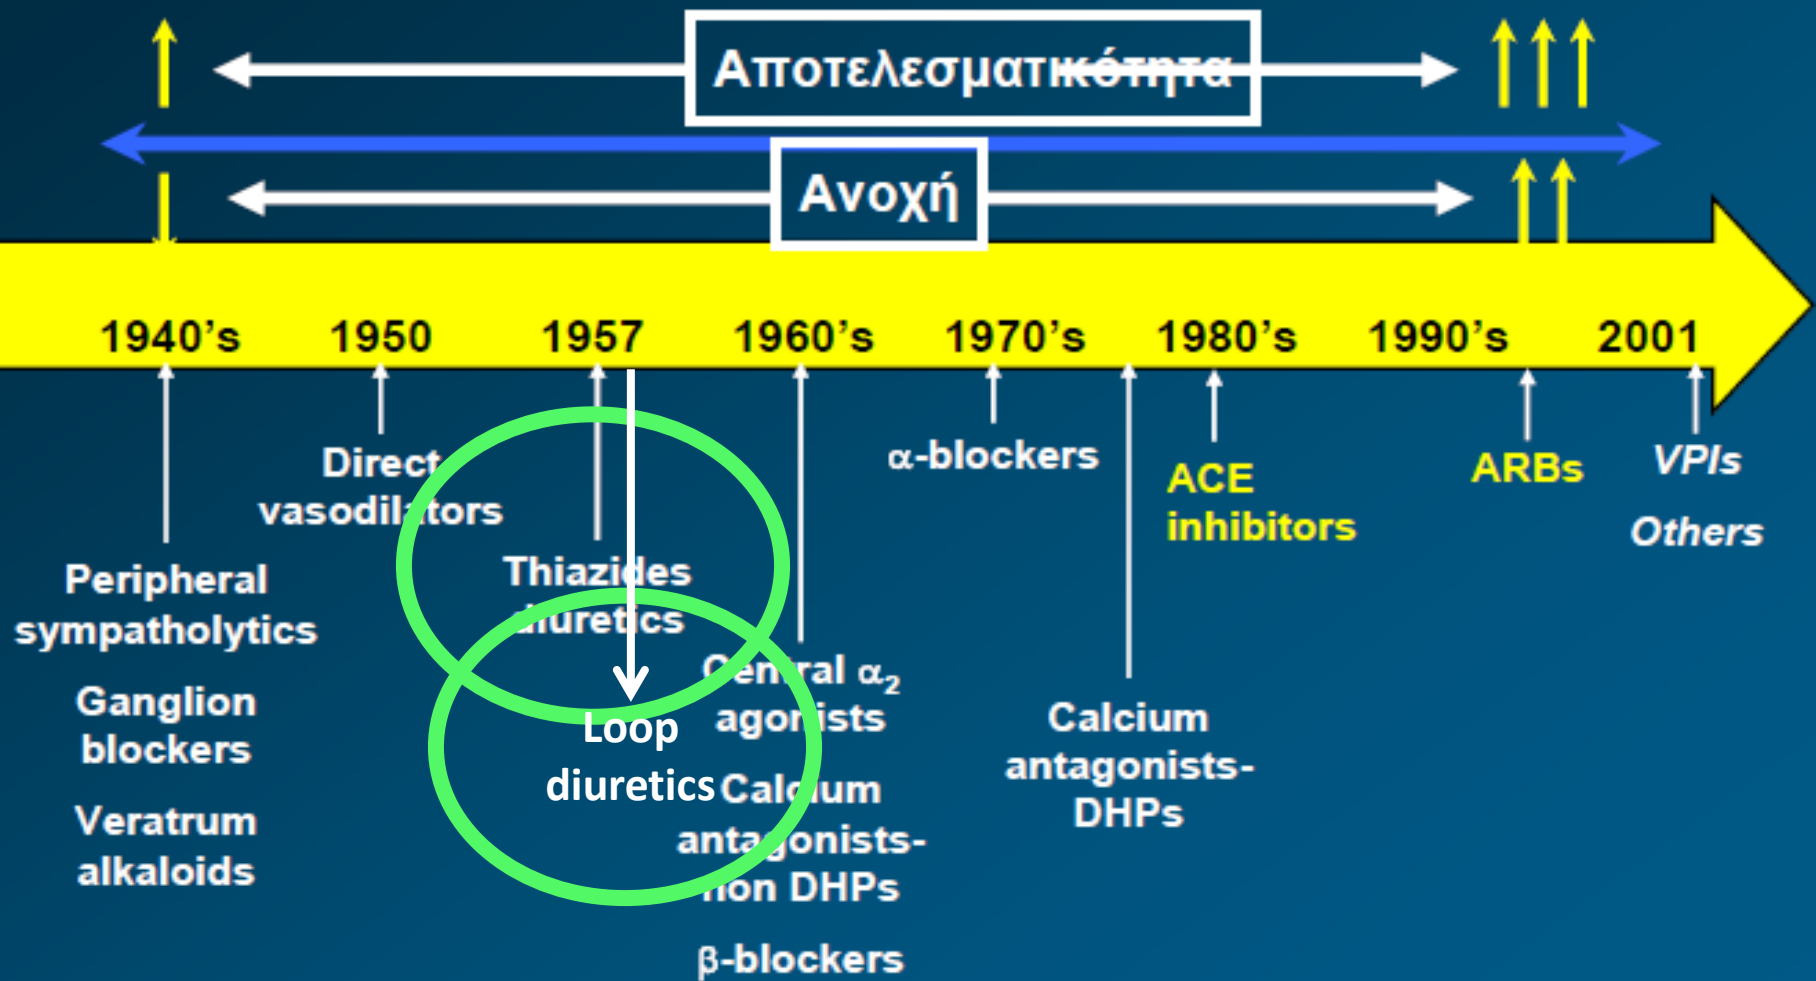 Αποτελεσματικότητα
Ανοχή
1940’s 1950 1957 1960’s 1970’s 1980’s 1990’s 2001
Peripheral
sympatholytics
Ganglion
blockers
Veratrum
alkaloids
Direct
vasodilators
Thiazides
diuretics
Loop
diuretics
Central α₂
agonists
Calcium
antagonists-
non DHPs
β-blockers
α-blockers
Calcium
antagonists-
DHPs
ACE
inhibitors
ARBs
VPIs
Others